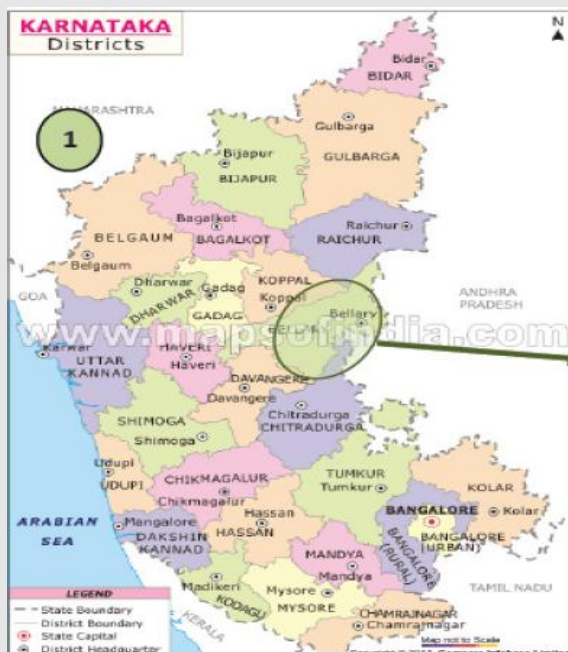 KARNATAKA
Districts
N
1
Bidar
BIDAR
Gulbarga
GULBARGA
Bijapur
BIJAPUR
Bagalkot
BAGALKOT
BELGAUM
Belgaum
Raichur
RAICHUR
GOA
Dharwar
DHARWAR
Gadag
GADAG
KOPPAL
Koppal
Bellary
ANDHRA
PRADESH
www.mapsofindia.com
Karwar
UTTAR
KANNAD
HAVERI
Haveri
DAVANGERE
Davangere
Chitradurga
CHITRADURGA
SHIMOGA
Shimoga
Udupi
UDUPI
CHIKMAGALUR
Chikmagalur
TUMKUR
Tumkur
KOLAR
Kolar
BANGALORE
BANGALORE
(URBAN)
BANGALORE
(RURAL)
ARABIAN
SEA
Mangalore
DAKSHIN
KANNAD
Hassan
HASSAN
MANDYA
Mandya
Madikeri
KODAGU
Mysore
MYSORE
TAMIL NADU
CHAMRAJNAGAR
Chamrajnagar
KERALA
LEGEND
State Boundary
District Boundary
State Capital
District Headquarter
Map not to Scale